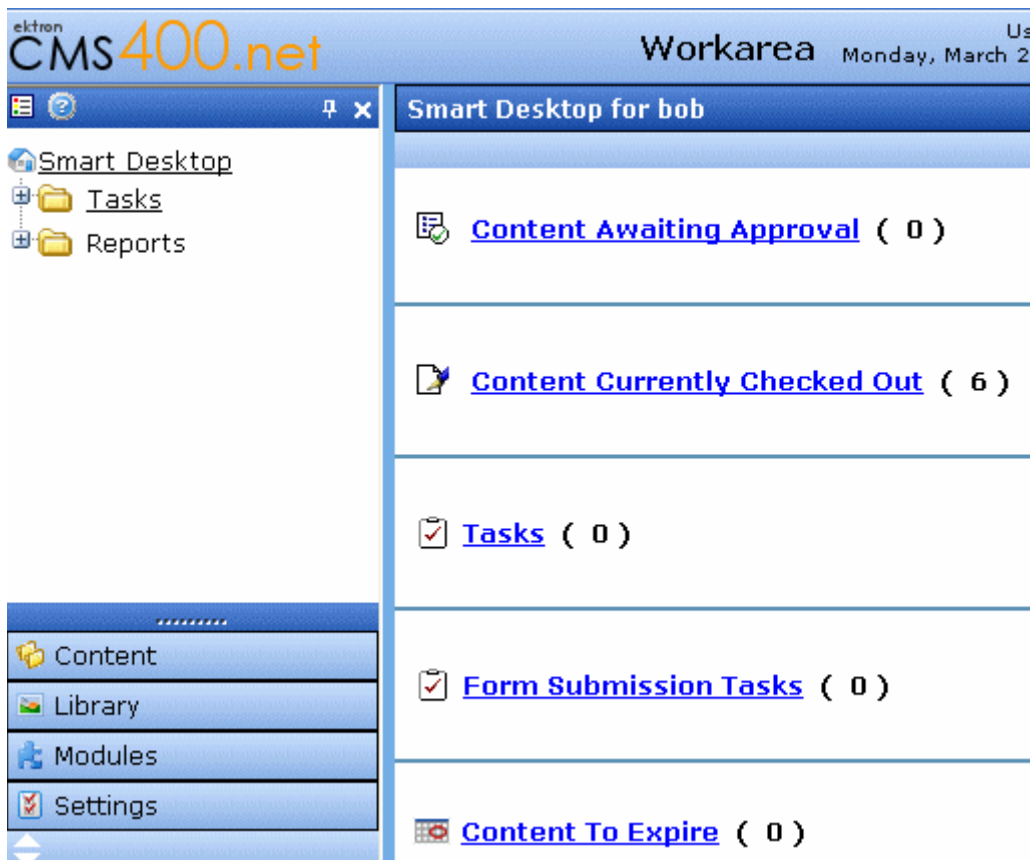 ektron
CMS400.net
Workarea
Us
Monday, March 2
Smart Desktop
Tasks
Reports
Content
Library
Modules
Settings
Smart Desktop for bob
Content Awaiting Approval ( 0 )
Content Currently Checked Out ( 6 )
Tasks ( 0 )
Form Submission Tasks ( 0 )
Content To Expire ( 0 )